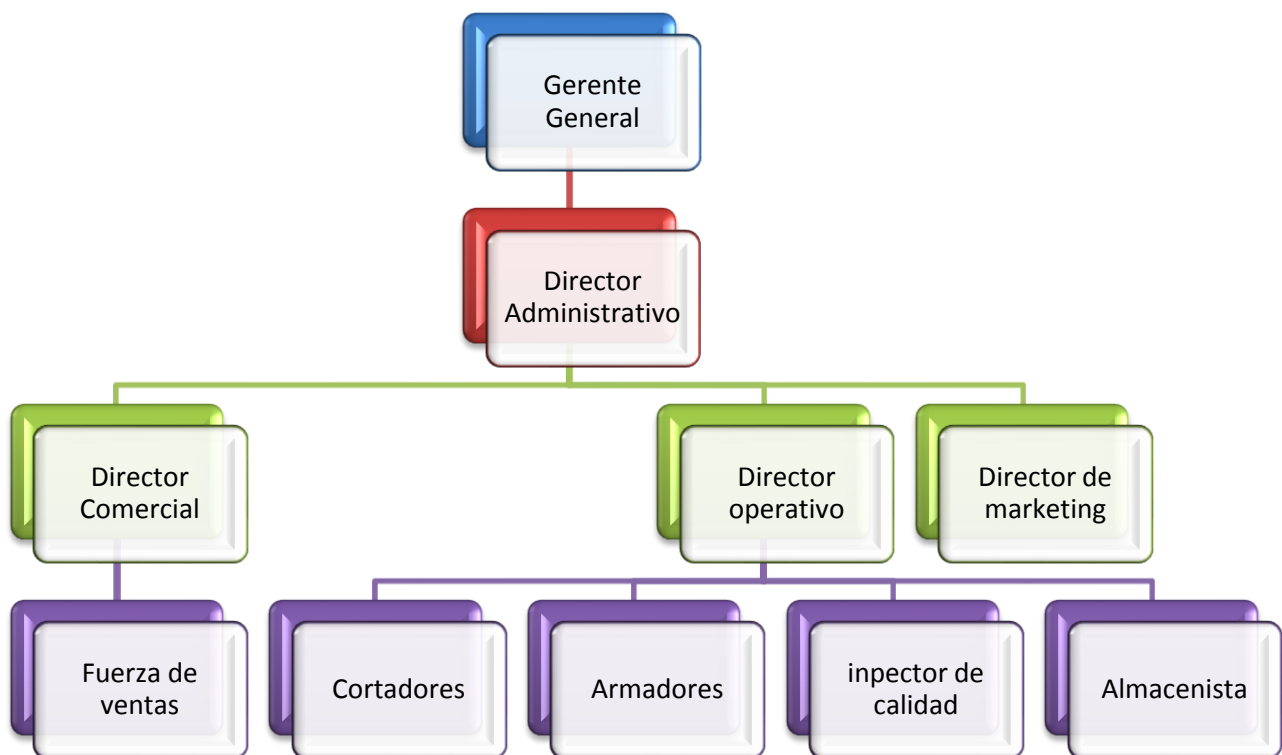 Gerente
General
Director
Administrativo
Director
Comercial
Director
operativo
Director de
marketing
Fuerza de
ventas
Cortadores
Armadores
inpector de
calidad
Almacenista